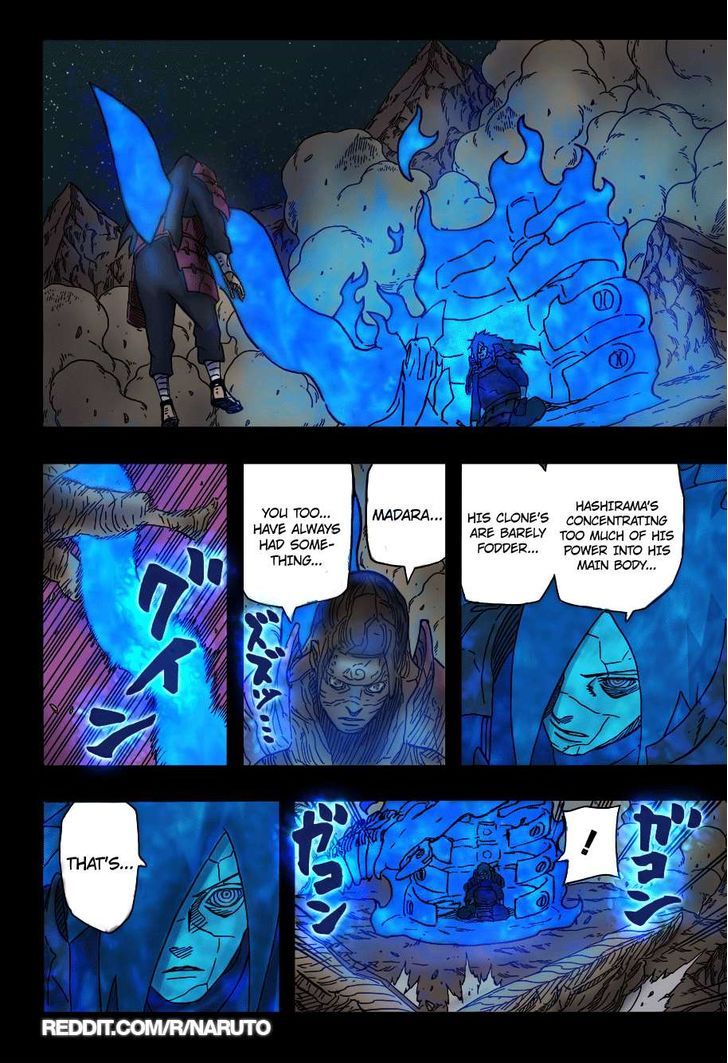 HASHIRAMA'S
CONCENTRATING
TOO MUCH OF HIS
POWER INTO HIS
MAIN BODY...
HIS CLONE'S
ARE BARELY
FODDER...
MADARA...
YOU TOO...
HAVE ALWAYS
HAD SOME-
THING...
ズズズッ…
グイン
!
ガコン
ガコン
THAT'S...
REDDIT.COM/R/NARUTO